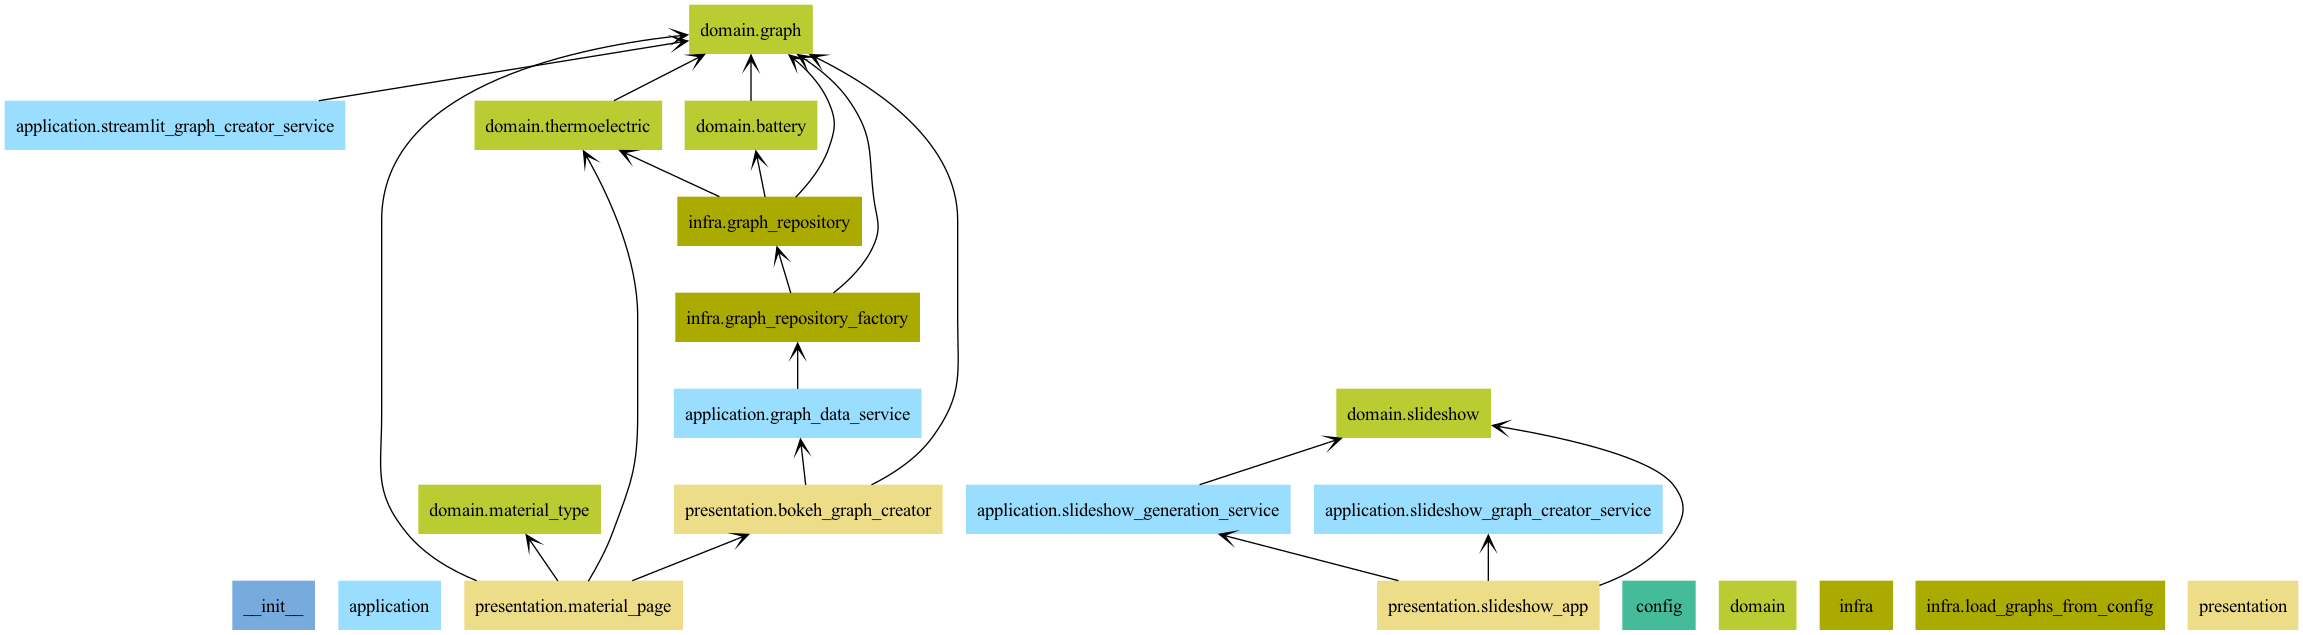 domain.graph
application.streamlit_graph_creator_service
domain.thermoelectric
domain.battery
infra.graph_repository
infra.graph_repository_factory
application.graph_data_service
domain.slideshow
domain.material_type
presentation.bokeh_graph_creator
application.slideshow_generation_service
application.slideshow_graph_creator_service
__init__
application
presentation.material_page
presentation.slideshow_app
config
domain
infra
infra.load_graphs_from_config
presentation